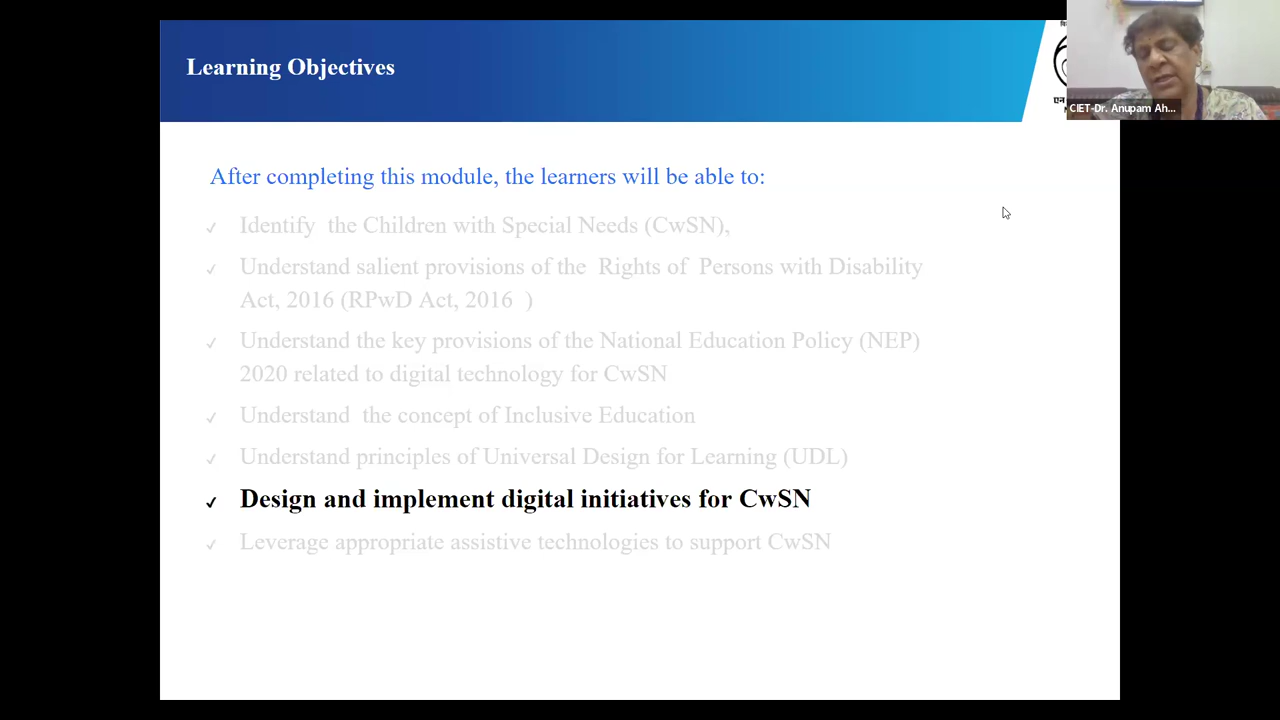 Learning Objectives
CIET-Dr. Anupam Ah...
After completing this module, the learners will be able to:
✓ Identify the Children with Special Needs (CwSN),
✓ Understand salient provisions of the Rights of Persons with Disability
Act, 2016 (RPwD Act, 2016 )
✓ Understand the key provisions of the National Education Policy (NEP)
2020 related to digital technology for CwSN
✓ Understand the concept of Inclusive Education
✓ Understand principles of Universal Design for Learning (UDL)
✓ Design and implement digital initiatives for CwSN
✓ Leverage appropriate assistive technologies to support CwSN